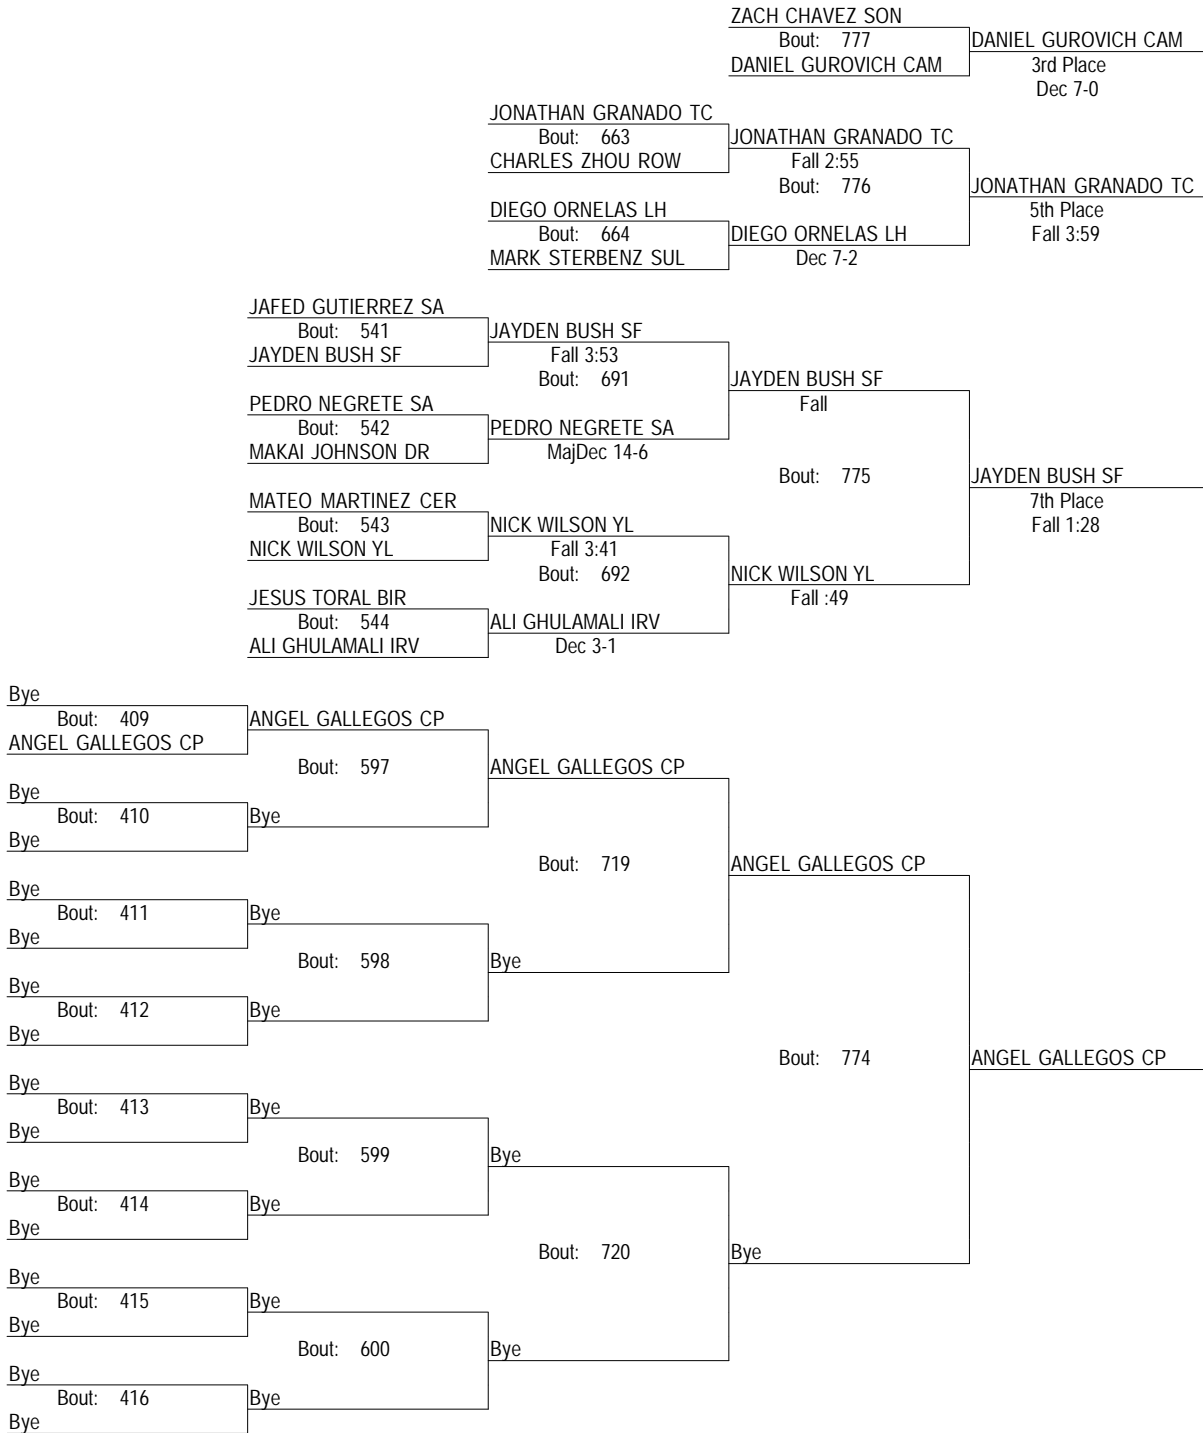 ZACH CHAVEZ SON
Bout: 777
DANIEL GUROVICH CAM
DANIEL GUROVICH CAM
3rd Place
Dec 7-0
JONATHAN GRANADO TC
Bout: 663
CHARLES ZHOU ROW
JONATHAN GRANADO TC
Fall 2:55
Bout: 776
JONATHAN GRANADO TC
5th Place
Fall 3:59
DIEGO ORNELAS LH
Bout: 664
MARK STERBENZ SUL
DIEGO ORNELAS LH
Dec 7-2
JAFED GUTIERREZ SA
Bout: 541
JAYDEN BUSH SF
JAYDEN BUSH SF
Fall 3:53
Bout: 691
JAYDEN BUSH SF
Fall
PEDRO NEGRETE SA
Bout: 542
MAKAI JOHNSON DR
PEDRO NEGRETE SA
MajDec 14-6
Bout: 775
JAYDEN BUSH SF
7th Place
Fall 1:28
MATEO MARTINEZ CER
Bout: 543
NICK WILSON YL
NICK WILSON YL
Fall 3:41
Bout: 692
NICK WILSON YL
Fall :49
JESUS TORAL BIR
Bout: 544
ALI GHULAMALI IRV
ALI GHULAMALI IRV
Dec 3-1
Bye
Bout: 409
ANGEL GALLEGOS CP
ANGEL GALLEGOS CP
Bout: 597
ANGEL GALLEGOS CP
Bye
Bout: 410
Bye
Bye
Bout: 719
ANGEL GALLEGOS CP
Bye
Bout: 411
Bye
Bye
Bout: 598
Bye
Bye
Bout: 412
Bye
Bye
Bout: 774
ANGEL GALLEGOS CP
Bye
Bout: 413
Bye
Bye
Bout: 599
Bye
Bye
Bout: 414
Bye
Bye
Bout: 720
Bye
Bye
Bout: 415
Bye
Bye
Bout: 600
Bye
Bye
Bout: 416
Bye
Bye